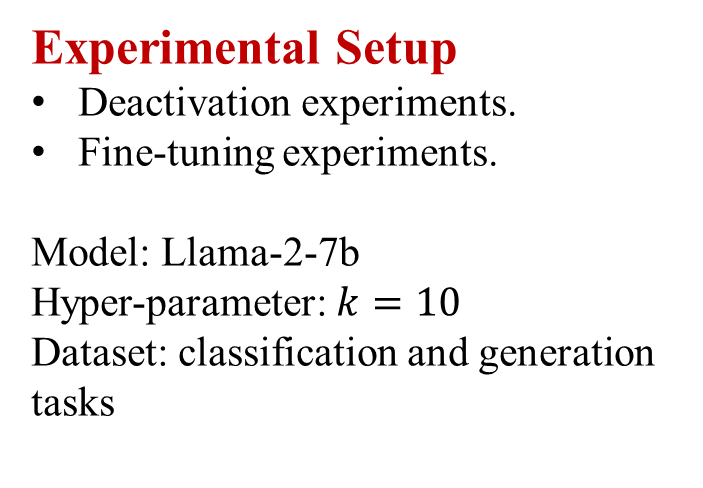 Experimental Setup
• Deactivation experiments.
• Fine-tuning experiments.
Model: Llama-2-7b
Hyper-parameter: 𝑘 = 10
Dataset: classification and generation
tasks